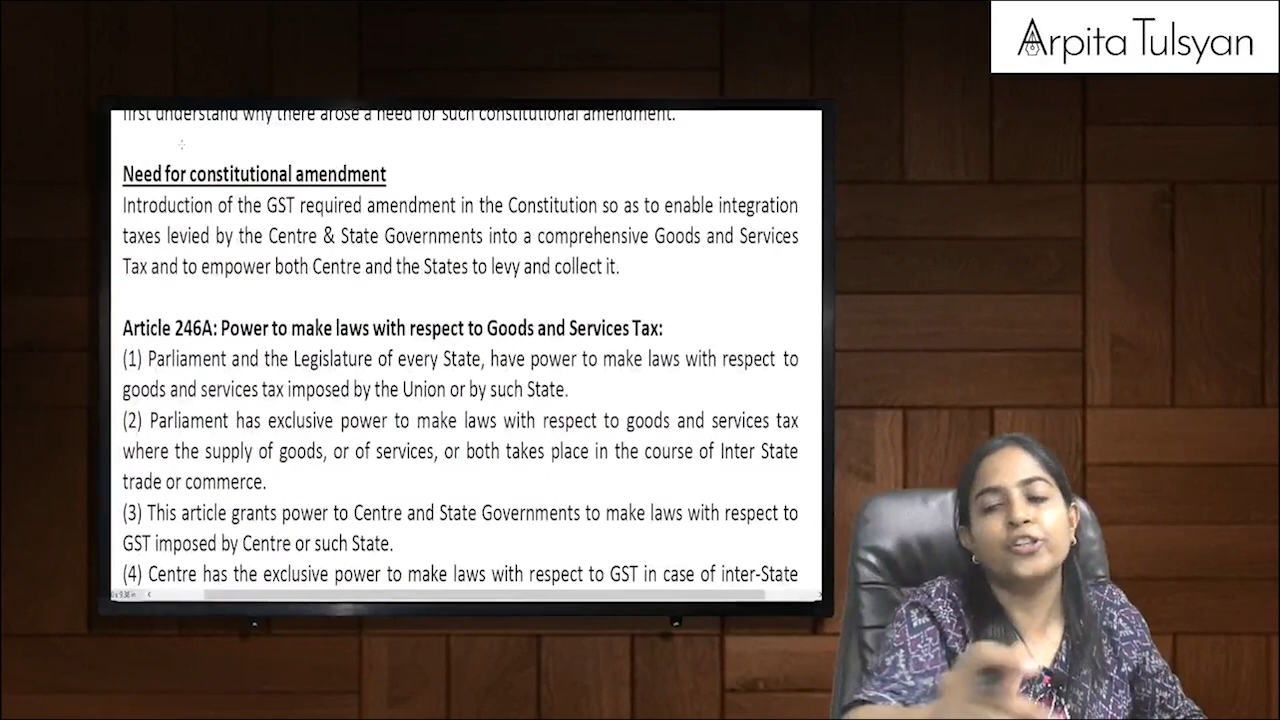 Arpita Tulsyan
first understand why there arose a need for such constitutional amendment.
Need for constitutional amendment
Introduction of the GST required amendment in the Constitution so as to enable integration
taxes levied by the Centre & State Governments into a comprehensive Goods and Services
Tax and to empower both Centre and the States to levy and collect it.
Article 246A: Power to make laws with respect to Goods and Services Tax:
(1) Parliament and the Legislature of every State, have power to make laws with respect to
goods and services tax imposed by the Union or by such State.
(2) Parliament has exclusive power to make laws with respect to goods and services tax
where the supply of goods, or of services, or both takes place in the course of Inter State
trade or commerce.
(3) This article grants power to Centre and State Governments to make laws with respect to
GST imposed by Centre or such State.
(4) Centre has the exclusive power to make laws with respect to GST in case of inter-State